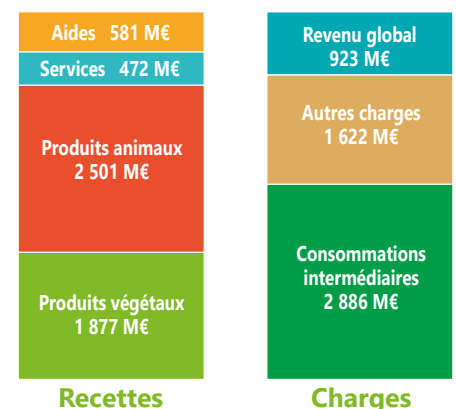 Aides 581 M€
Services 472 M€
Produits animaux
2 501 M€
Produits végétaux
1 877 M€
Recettes
Revenu global
923 M€
Autres charges
1 622 M€
Consommations
intermédiaires
2 886 M€
Charges